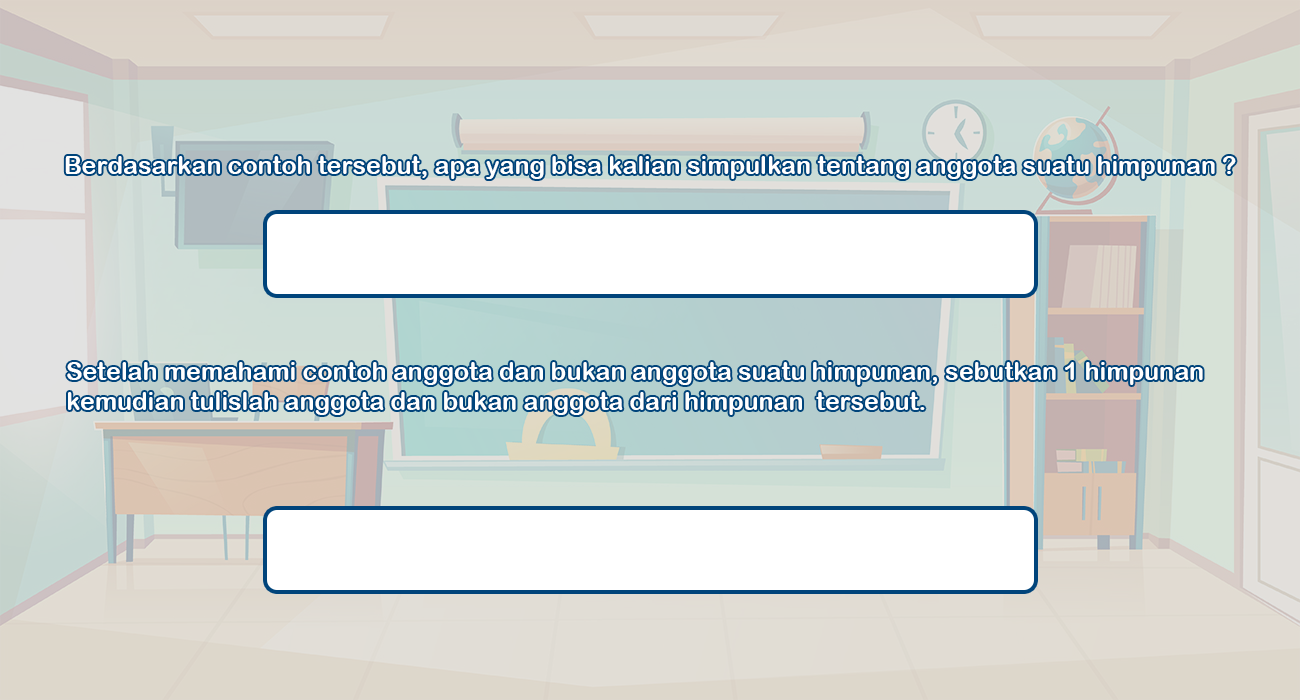 Berdasarkan contoh tersebut, apa yang bisa kalian simpulkan tentang anggota suatu himpunan ?
Setelah memahami contoh anggota dan bukan anggota suatu himpunan, sebutkan 1 himpunan
kemudian tulislah anggota dan bukan anggota dari himpunan  tersebut.